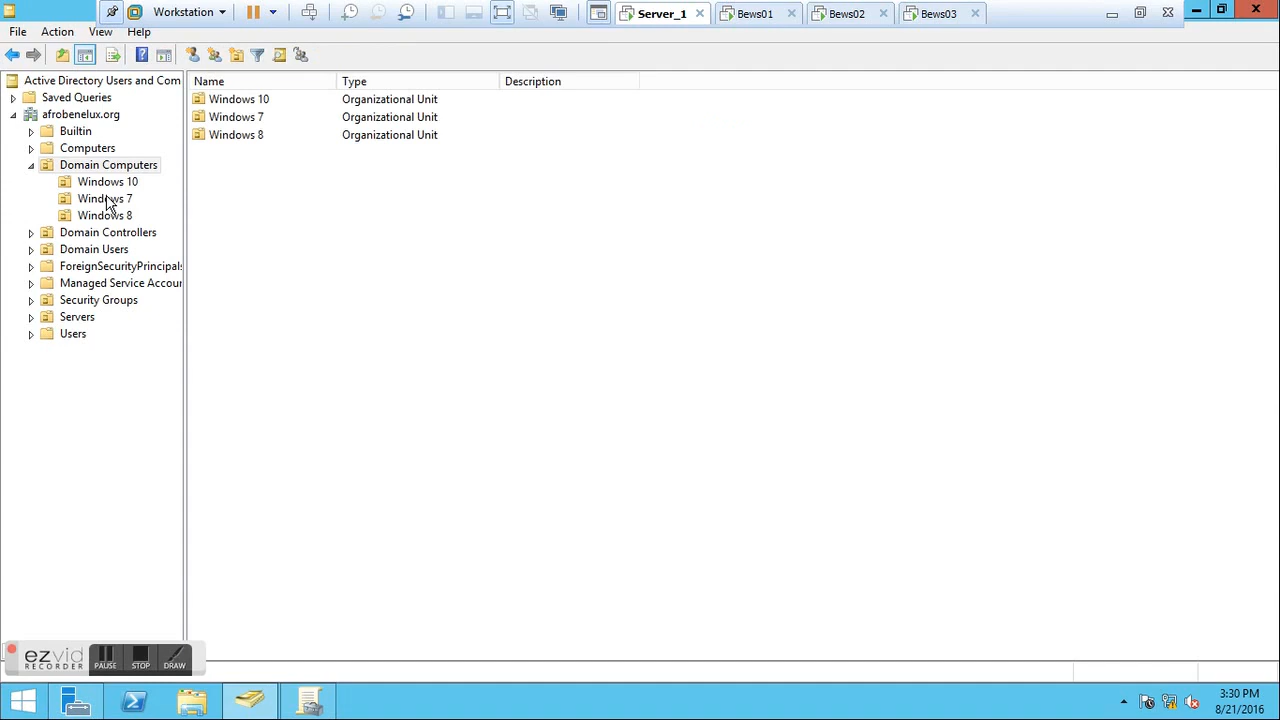 Workstation
Server_1
Bews01
Bews02
Bews03
File Action View Help
Active Directory Users and Com
Saved Queries
afrobenelux.org
Builtin
Computers
Domain Computers
Windows 10
Windows 7
Windows 8
Domain Controllers
Domain Users
ForeignSecurityPrincipals
Managed Service Accour
Security Groups
Servers
Users
Name Type Description
Windows 10 Organizational Unit
Windows 7 Organizational Unit
Windows 8 Organizational Unit
ezvid
RECORDER
PAUSE STOP DRAW
3:30 PM
8/21/2016